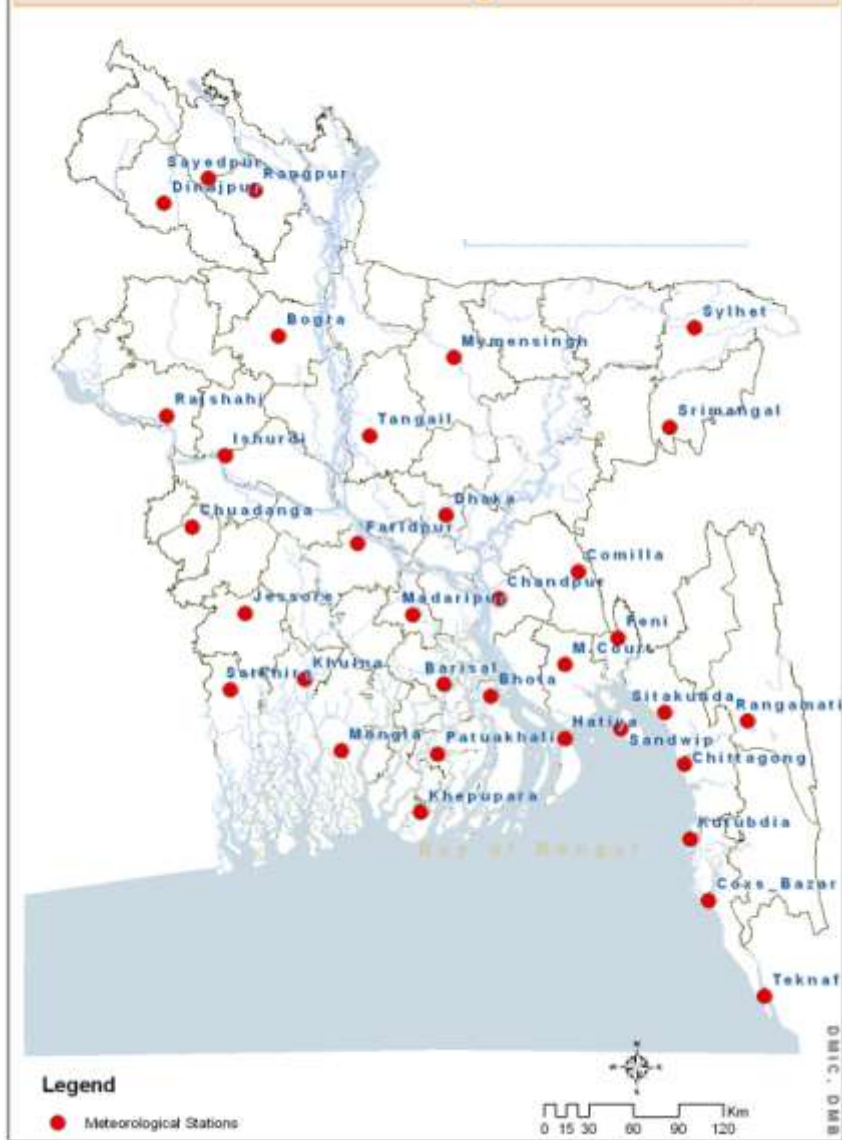 Sayedpur
Rangpur
Dinajpur
Bogra
Sylhet
Mymensingh
Rajshahi
Tangail
Srimangal
Ishurdi
Dhaka
Chuadanga
Faridpur
Comilla
Chandpur
Jessore
Madaripur
Feni
M.Court
Khulna
Satkhira
Barisal
Bhola
Sitakunda
Rangamati
Hatiya
Sandwip
Mongla
Patuakhali
Chittagong
Khepupara
Kutubdia
Bay of Bengal
Coxs_Bazar
Teknaf
N
W E
S
Legend
Meteorological Stations
Km
0 15 30 60 90 120
DMIC, DMB